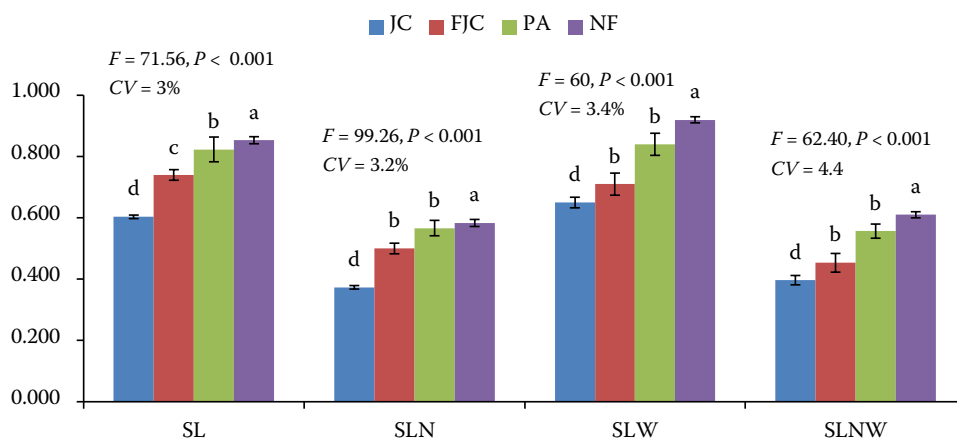 JC FJC PA NF
F = 71.56, P < 0.001
CV = 3%
F = 99.26, P < 0.001
CV = 3.2%
F = 60, P < 0.001
CV = 3.4%
F = 62.40, P < 0.001
CV = 4.4
1.000
0.800
0.600
0.400
0.200
0.000
d c b a
d b b a
d b b a
d b b a
SL SLN SLW SLNW